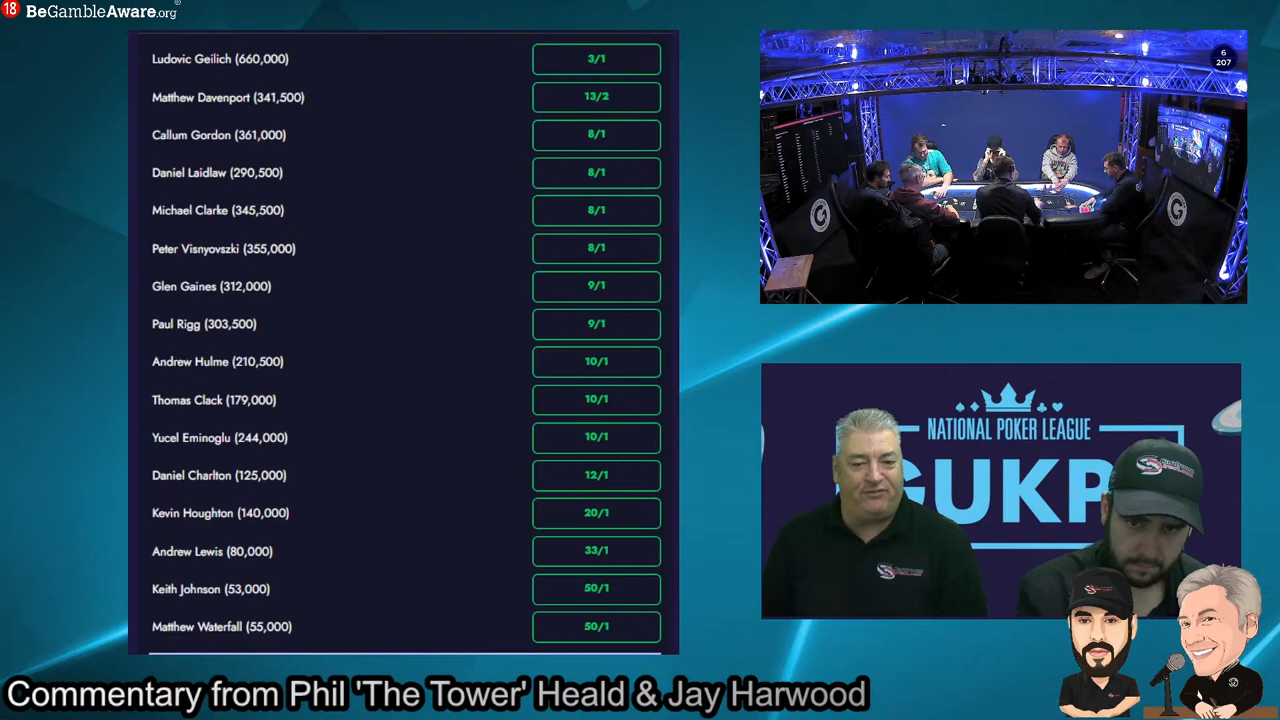 18 BeGambleAware.org
Ludovic Geilich (660,000) 3/1
Matthew Davenport (341,500) 13/2
Callum Gordon (361,000) 8/1
Daniel Laidlaw (290,500) 8/1
Michael Clarke (345,500) 8/1
Peter Visnyovszki (355,000) 8/1
Glen Gaines (312,000) 9/1
Paul Rigg (303,500) 9/1
Andrew Hulme (210,500) 10/1
Thomas Clack (179,000) 10/1
Yucel Eminoglu (244,000) 10/1
Daniel Charlton (125,000) 12/1
Kevin Houghton (140,000) 20/1
Andrew Lewis (80,000) 33/1
Keith Johnson (53,000) 50/1
Matthew Waterfall (55,000) 50/1
6
207
NATIONAL POKER LEAGUE
GUKP
Commentary from Phil 'The Tower' Heald & Jay Harwood